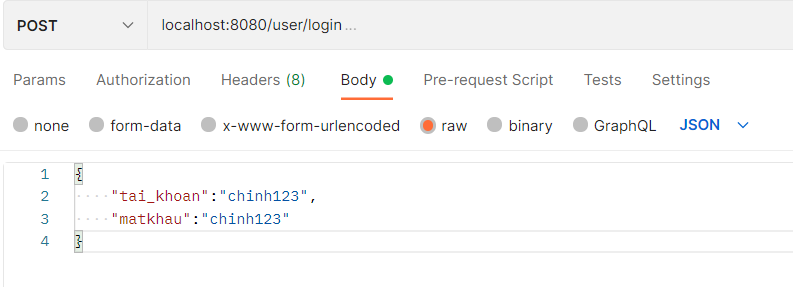 POST localhost:8080/user/login ...
Params Authorization Headers (8) Body Pre-request Script Tests Settings
none form-data x-www-form-urlencoded raw binary GraphQL JSON
1 {
2 ····"tai_khoan":"chinh123",
3 ····"matkhau":"chinh123"
4 }